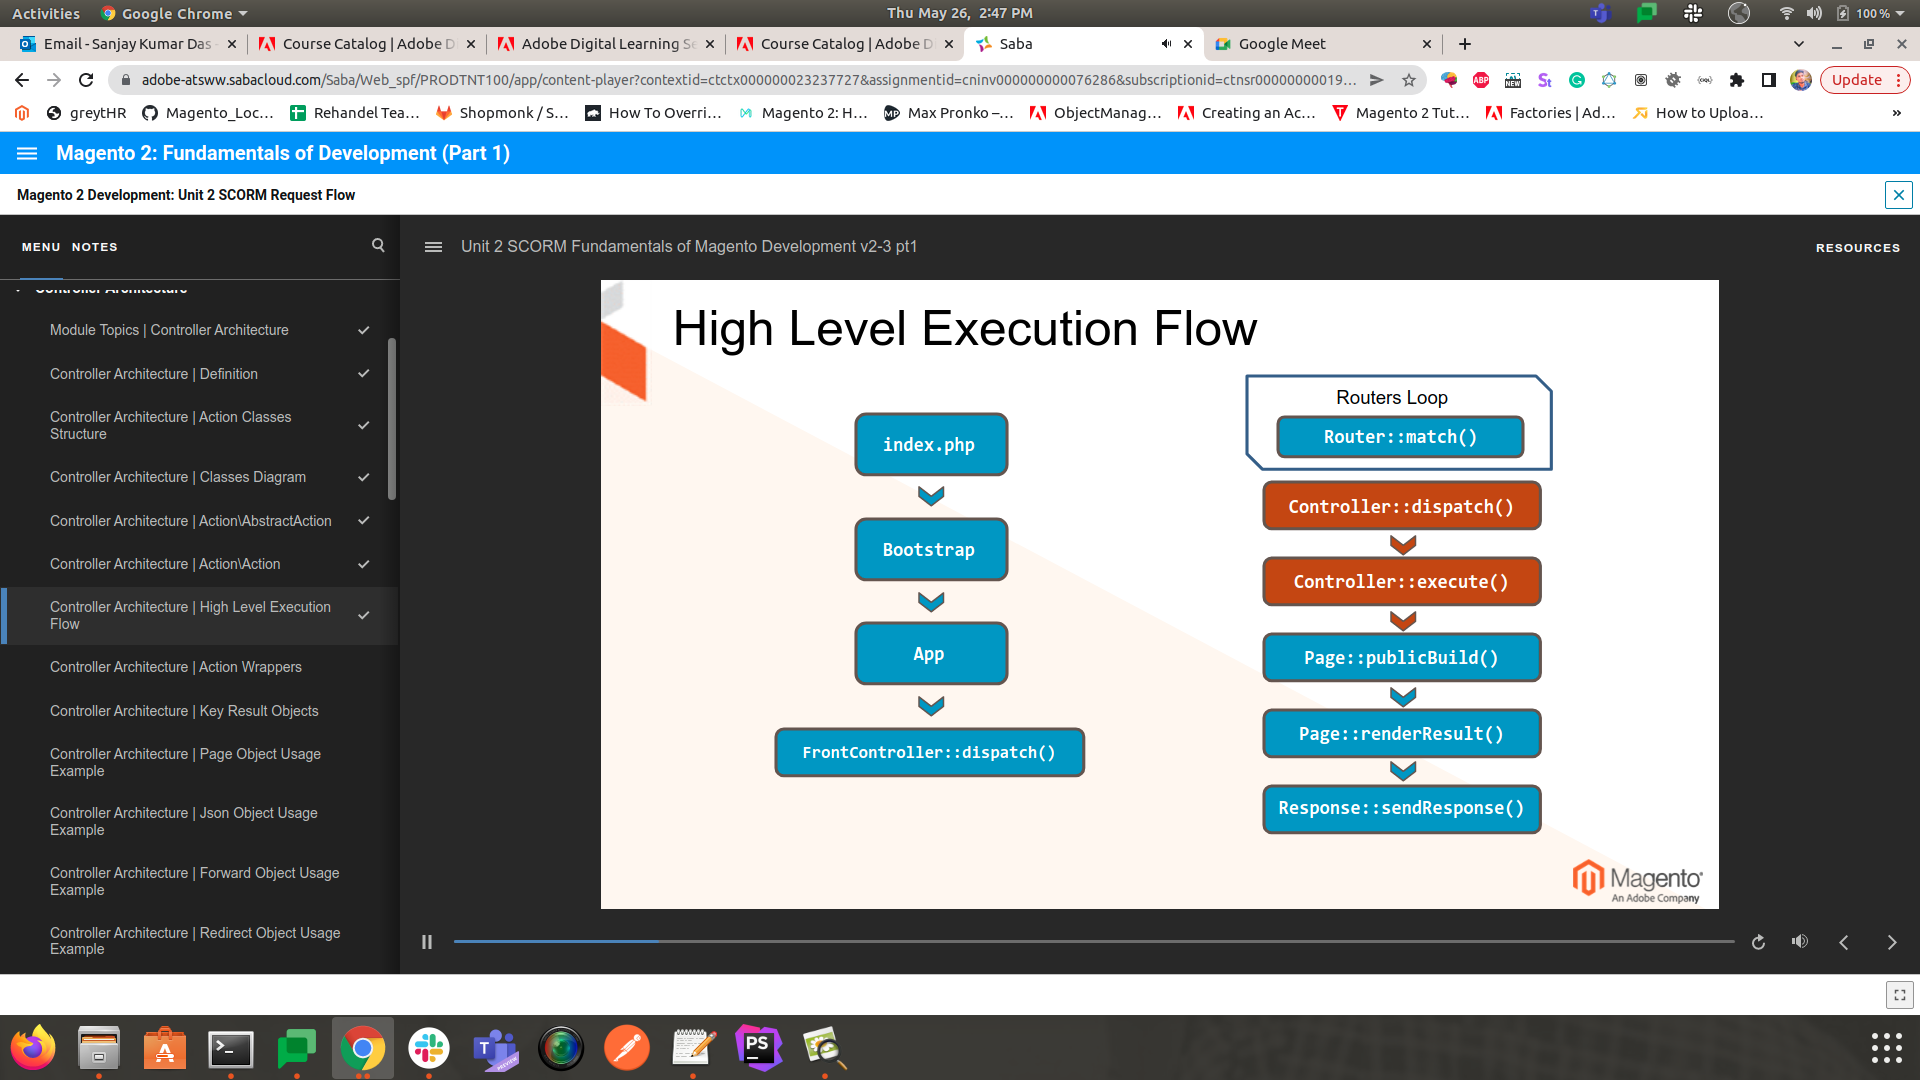 Activities
Google Chrome
Thu May 26, 2:47 PM
100 %
Email - Sanjay Kumar Das
Course Catalog | Adobe D
Adobe Digital Learning Se
Course Catalog | Adobe D
Saba
Google Meet
adobe-atsww.sabacloud.com/Saba/Web_spf/PRODTNT100/app/content-player?contextid=ctctx000000023237727&assignmentid=cninv000000000076286&subscriptionid=ctnsr00000000019...
Update
greytHR
Magento_Loc...
Rehandel Tea...
Shopmonk / S...
How To Overri...
Magento 2: H...
Max Pronko –...
ObjectManag...
Creating an Ac...
Magento 2 Tut...
Factories | Ad...
How to Uploa...
Magento 2: Fundamentals of Development (Part 1)
Magento 2 Development: Unit 2 SCORM Request Flow
MENU NOTES
Unit 2 SCORM Fundamentals of Magento Development v2-3 pt1
RESOURCES
Controller Architecture
Module Topics | Controller Architecture
Controller Architecture | Definition
Controller Architecture | Action Classes
Structure
Controller Architecture | Classes Diagram
Controller Architecture | Action\AbstractAction
Controller Architecture | Action\Action
Controller Architecture | High Level Execution
Flow
Controller Architecture | Action Wrappers
Controller Architecture | Key Result Objects
Controller Architecture | Page Object Usage
Example
Controller Architecture | Json Object Usage
Example
Controller Architecture | Forward Object Usage
Example
Controller Architecture | Redirect Object Usage
Example
High Level Execution Flow
index.php
Bootstrap
App
FrontController::dispatch()
Routers Loop
Router::match()
Controller::dispatch()
Controller::execute()
Page::publicBuild()
Page::renderResult()
Response::sendResponse()
Magento
An Adobe Company